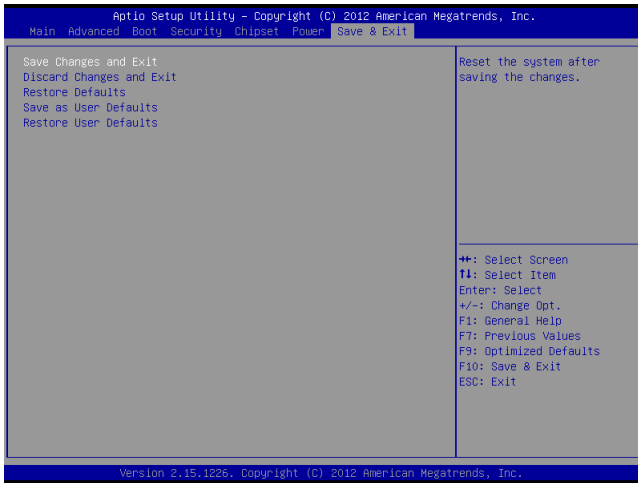 Aptio Setup Utility – Copyright (C) 2012 American Megatrends, Inc.
Main Advanced Boot Security Chipset Power Save & Exit
Save Changes and Exit
Discard Changes and Exit
Restore Defaults
Save as User Defaults
Restore User Defaults
Reset the system after
saving the changes.
→←: Select Screen
↑↓: Select Item
Enter: Select
+/-: Change Opt.
F1: General Help
F7: Previous Values
F9: Optimized Defaults
F10: Save & Exit
ESC: Exit
Version 2.15.1226. Copyright (C) 2012 American Megatrends, Inc.